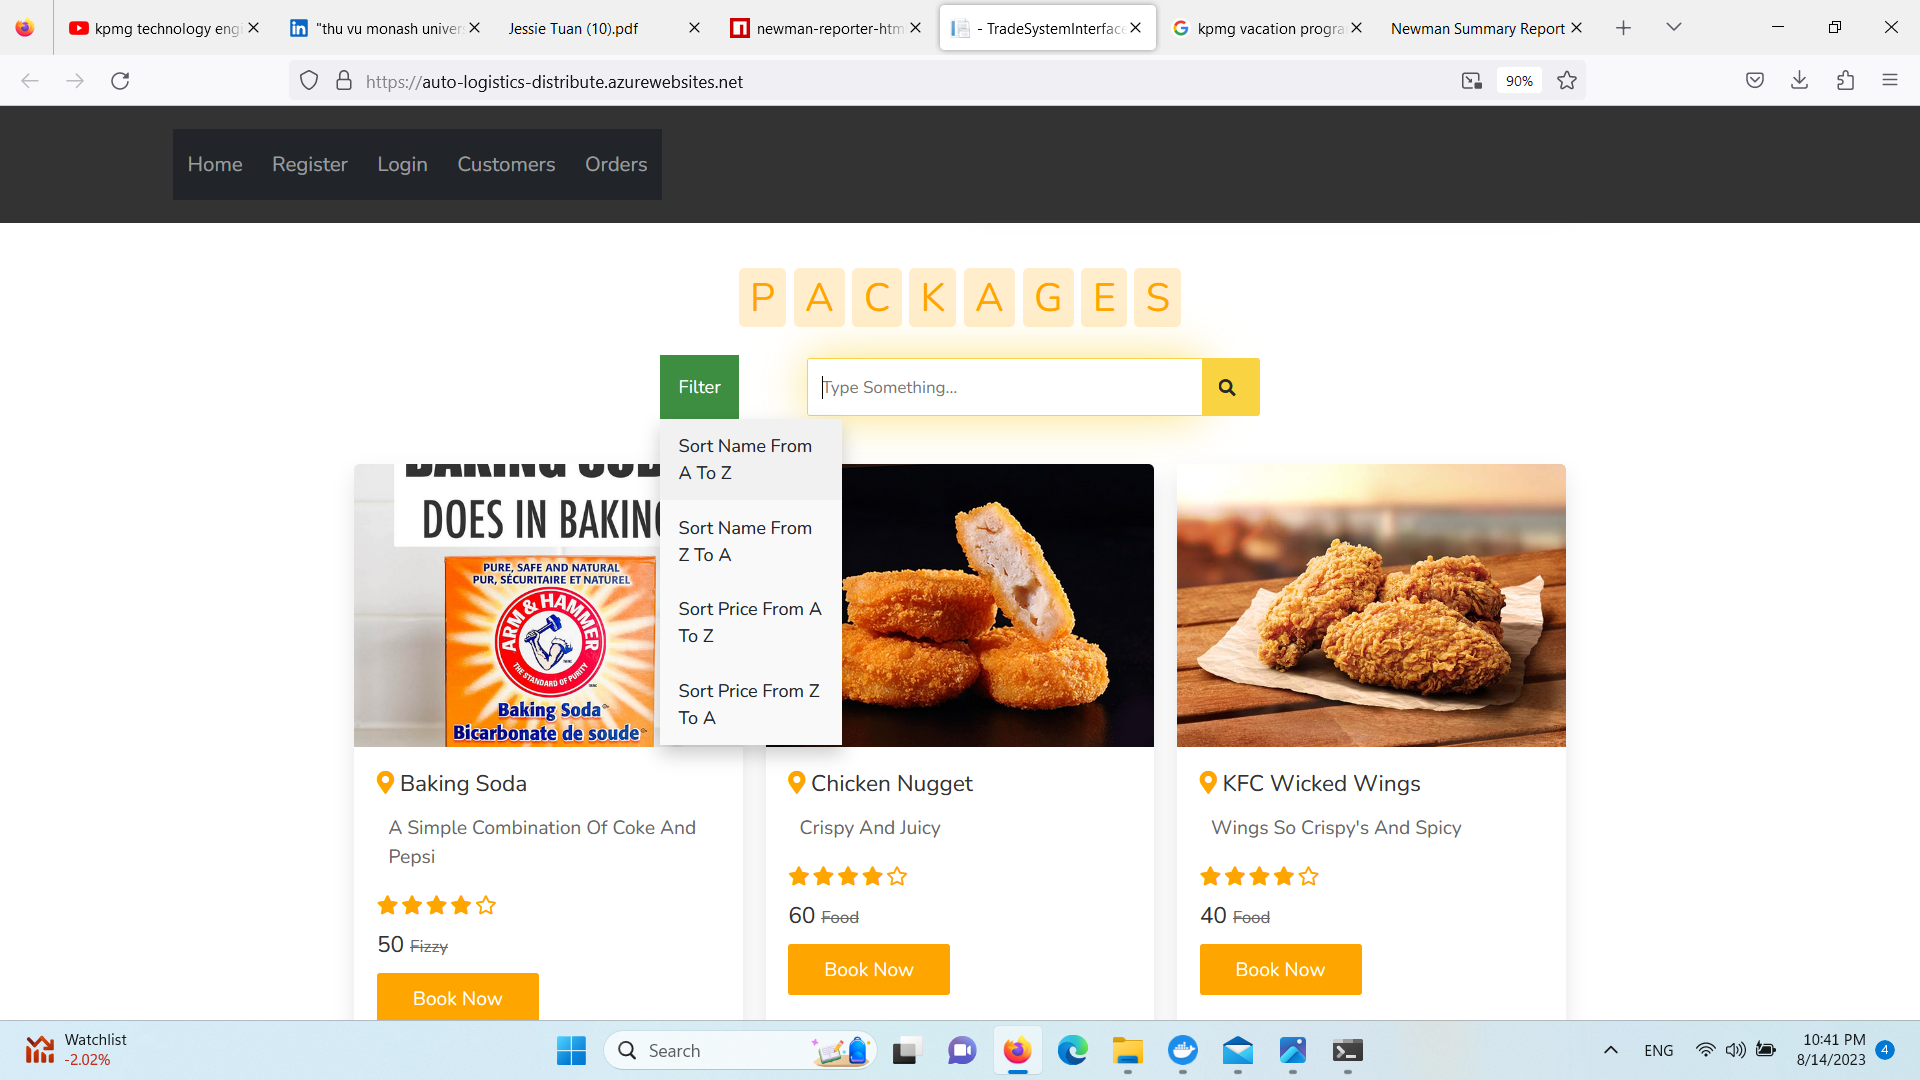 kpmg technology engi
"thu vu monash univers
Jessie Tuan (10).pdf
newman-reporter-htm
- TradeSystemInterface
kpmg vacation progra
Newman Summary Report
https://auto-logistics-distribute.azurewebsites.net
90%
Home
Register
Login
Customers
Orders
PACKAGES
Filter
Type Something...
Sort Name From
A To Z
Sort Name From
Z To A
Sort Price From A
To Z
Sort Price From Z
To A
DOES IN BAKING
PURE, SAFE AND NATURAL
PUR, SÉCURITAIRE ET NATUREL
ARM & HAMMER
THE STANDARD OF PURITY
Baking Soda
Bicarbonate de soude
Baking Soda
A Simple Combination Of Coke And
Pepsi
50 Fizzy
Book Now
Chicken Nugget
Crispy And Juicy
60 Food
Book Now
KFC Wicked Wings
Wings So Crispy's And Spicy
40 Food
Book Now
Watchlist
-2.02%
Search
ENG
10:41 PM
8/14/2023
4